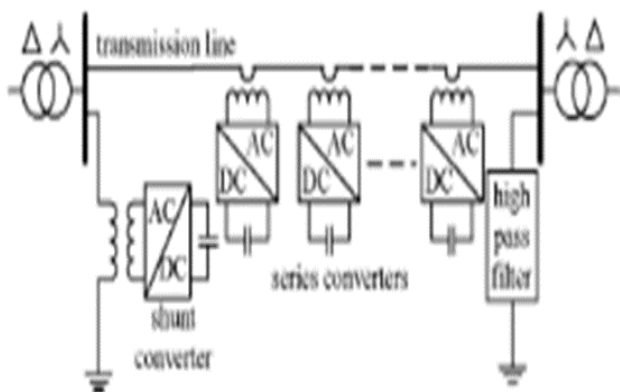 Δ
Δ
transmission line
AC
DC
AC
DC
AC
DC
AC
DC
high
pass
filter
series converters
shunt
converter